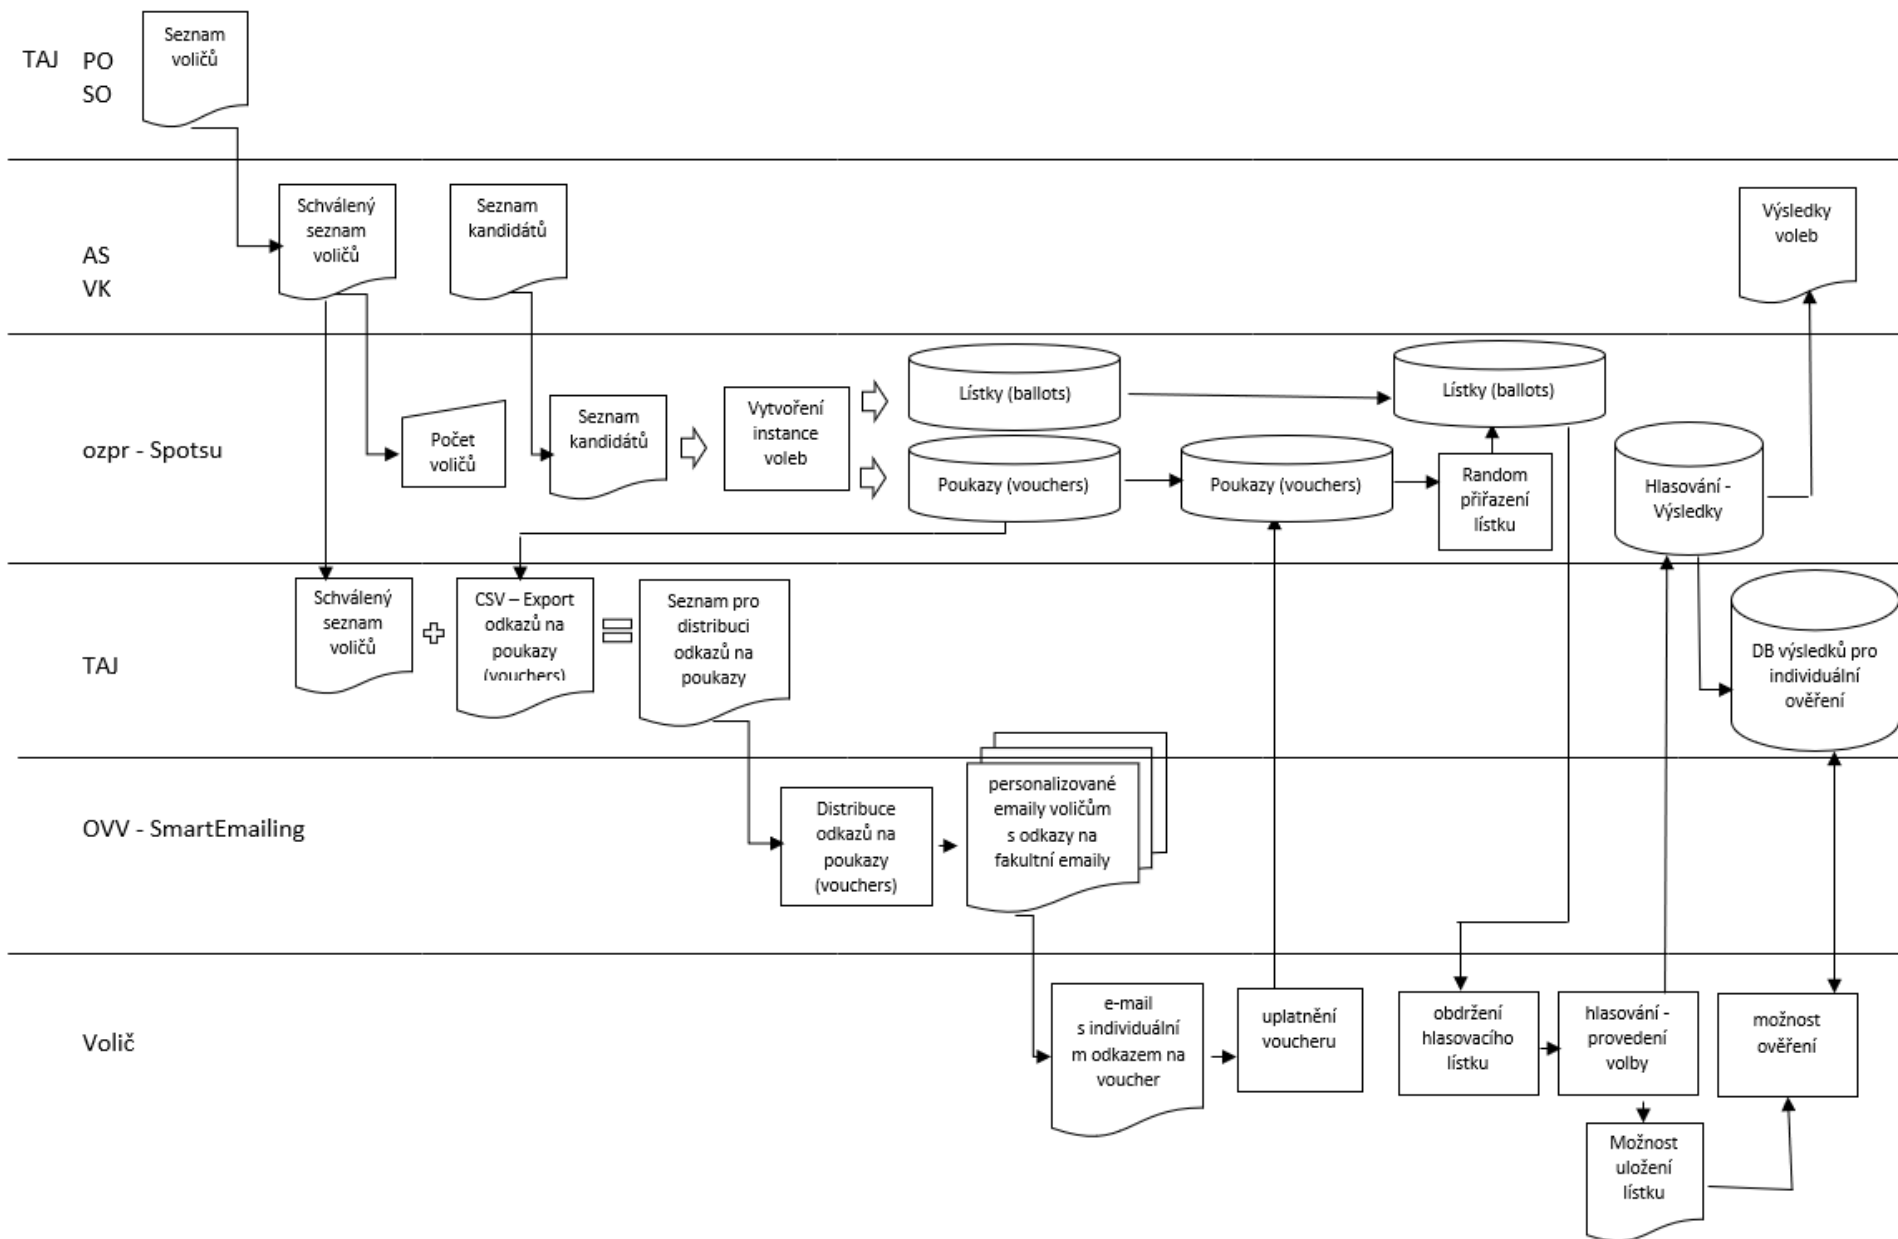 TAJ PO
SO
Seznam
voličů
AS
VK
Schválený
seznam
voličů
Seznam
kandidátů
Výsledky
voleb
ozpr - Spotsu
Počet
voličů
Seznam
kandidátů
Vytvoření
instance
voleb
Lístky (ballots)
Poukazy (vouchers)
Poukazy (vouchers)
Lístky (ballots)
Random
přiřazení
lístku
Hlasování -
Výsledky
TAJ
Schválený
seznam
voličů
CSV – Export
odkazů na
poukazy
(vouchers)
Seznam pro
distribuci
odkazů na
poukazy
DB výsledků pro
individuální
ověření
OVV - SmartEmailing
Distribuce
odkazů na
poukazy
(vouchers)
personalizované
emaily voličům
s odkazy na
fakultní emaily
Volič
e-mail
s individuální
m odkazem na
voucher
uplatnění
voucheru
obdržení
hlasovacího
lístku
hlasování -
provedení
volby
možnost
ověření
Možnost
uložení
lístku